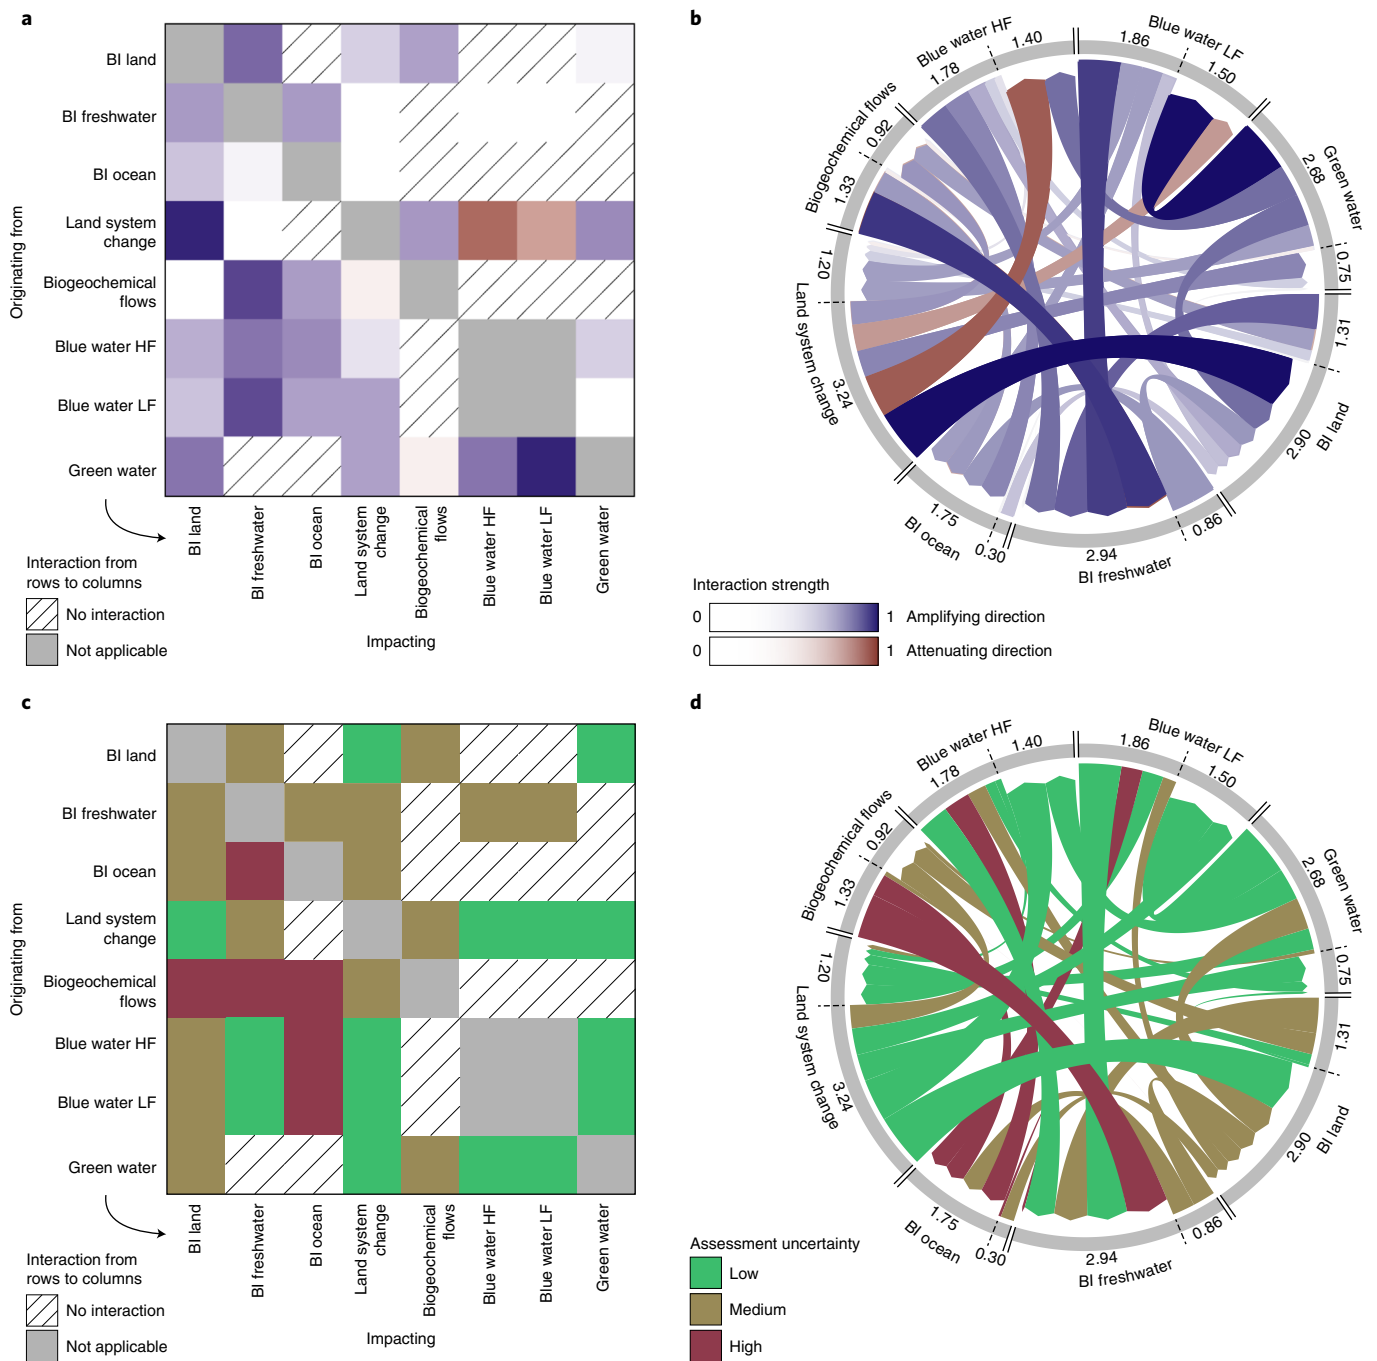 a
BI land
BI freshwater
BI ocean
Land system
change
Biogeochemical
flows
Blue water HF
Blue water LF
Green water
Originating from
BI land
BI freshwater
BI ocean
Land system
change
Biogeochemical
flows
Blue water HF
Blue water LF
Green water
Impacting
Interaction from
rows to columns
No interaction
Not applicable
b
Blue water HF
1.78
1.40
Blue water LF
1.86
1.50
Green water
2.68
0.75
BI land
1.31
2.90
BI freshwater
0.86
2.94
BI ocean
0.30
1.75
Land system change
3.24
1.20
Biogeochemical flows
1.33
0.92
Interaction strength
0
1
Amplifying direction
0
1
Attenuating direction
c
BI land
BI freshwater
BI ocean
Land system
change
Biogeochemical
flows
Blue water HF
Blue water LF
Green water
Originating from
BI land
BI freshwater
BI ocean
Land system
change
Biogeochemical
flows
Blue water HF
Blue water LF
Green water
Impacting
Interaction from
rows to columns
No interaction
Not applicable
d
Blue water HF
1.78
1.40
Blue water LF
1.86
1.50
Green water
2.68
0.75
BI land
1.31
2.90
BI freshwater
0.86
2.94
BI ocean
0.30
1.75
Land system change
3.24
1.20
Biogeochemical flows
1.33
0.92
Assessment uncertainty
Low
Medium
High